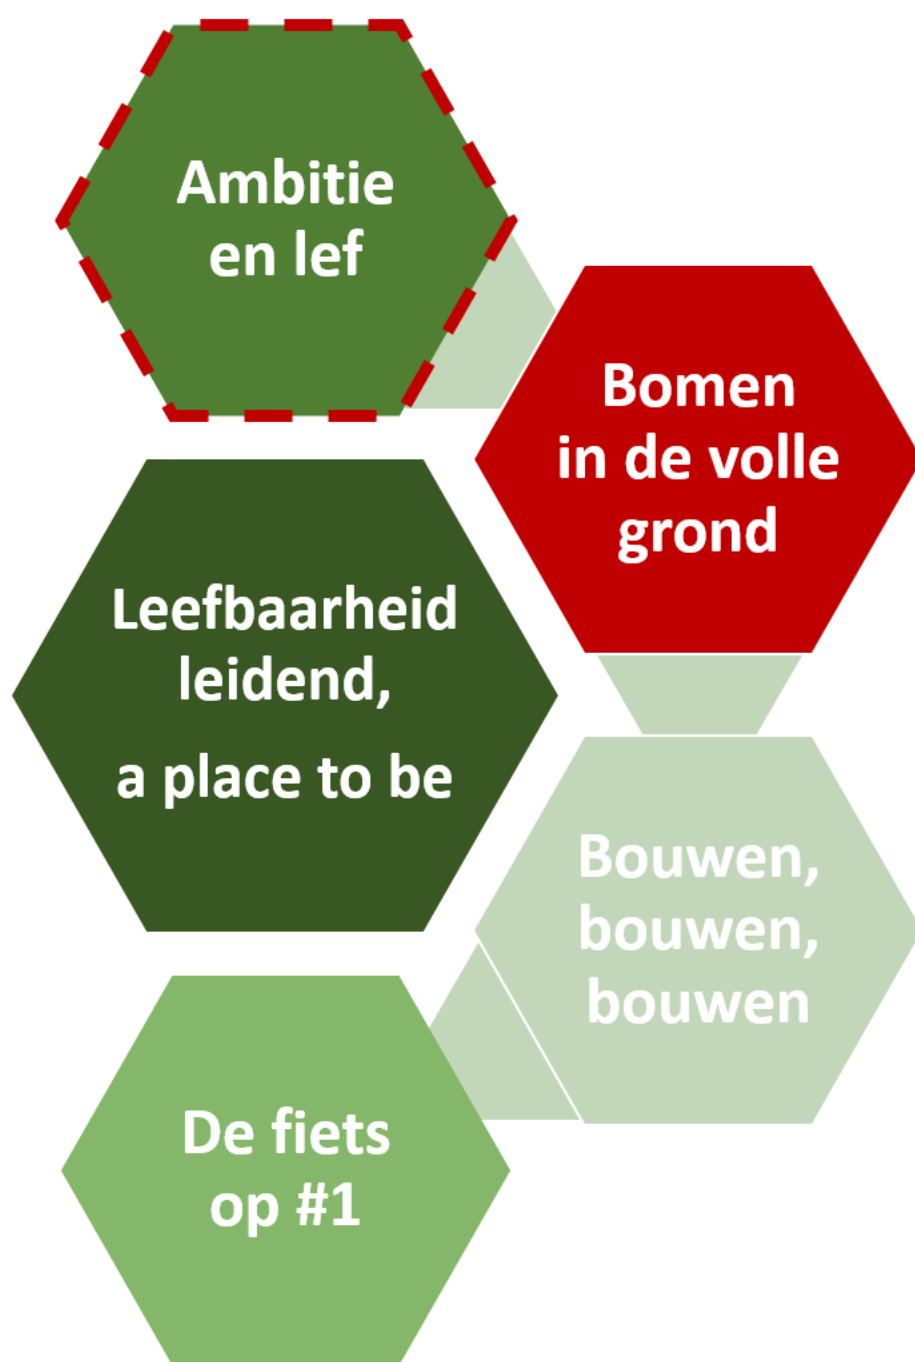 Ambitie
en lef
Bomen
in de volle
grond
Leefbaarheid
leidend,
a place to be
Bouwen,
bouwen,
bouwen
De fiets
op #1